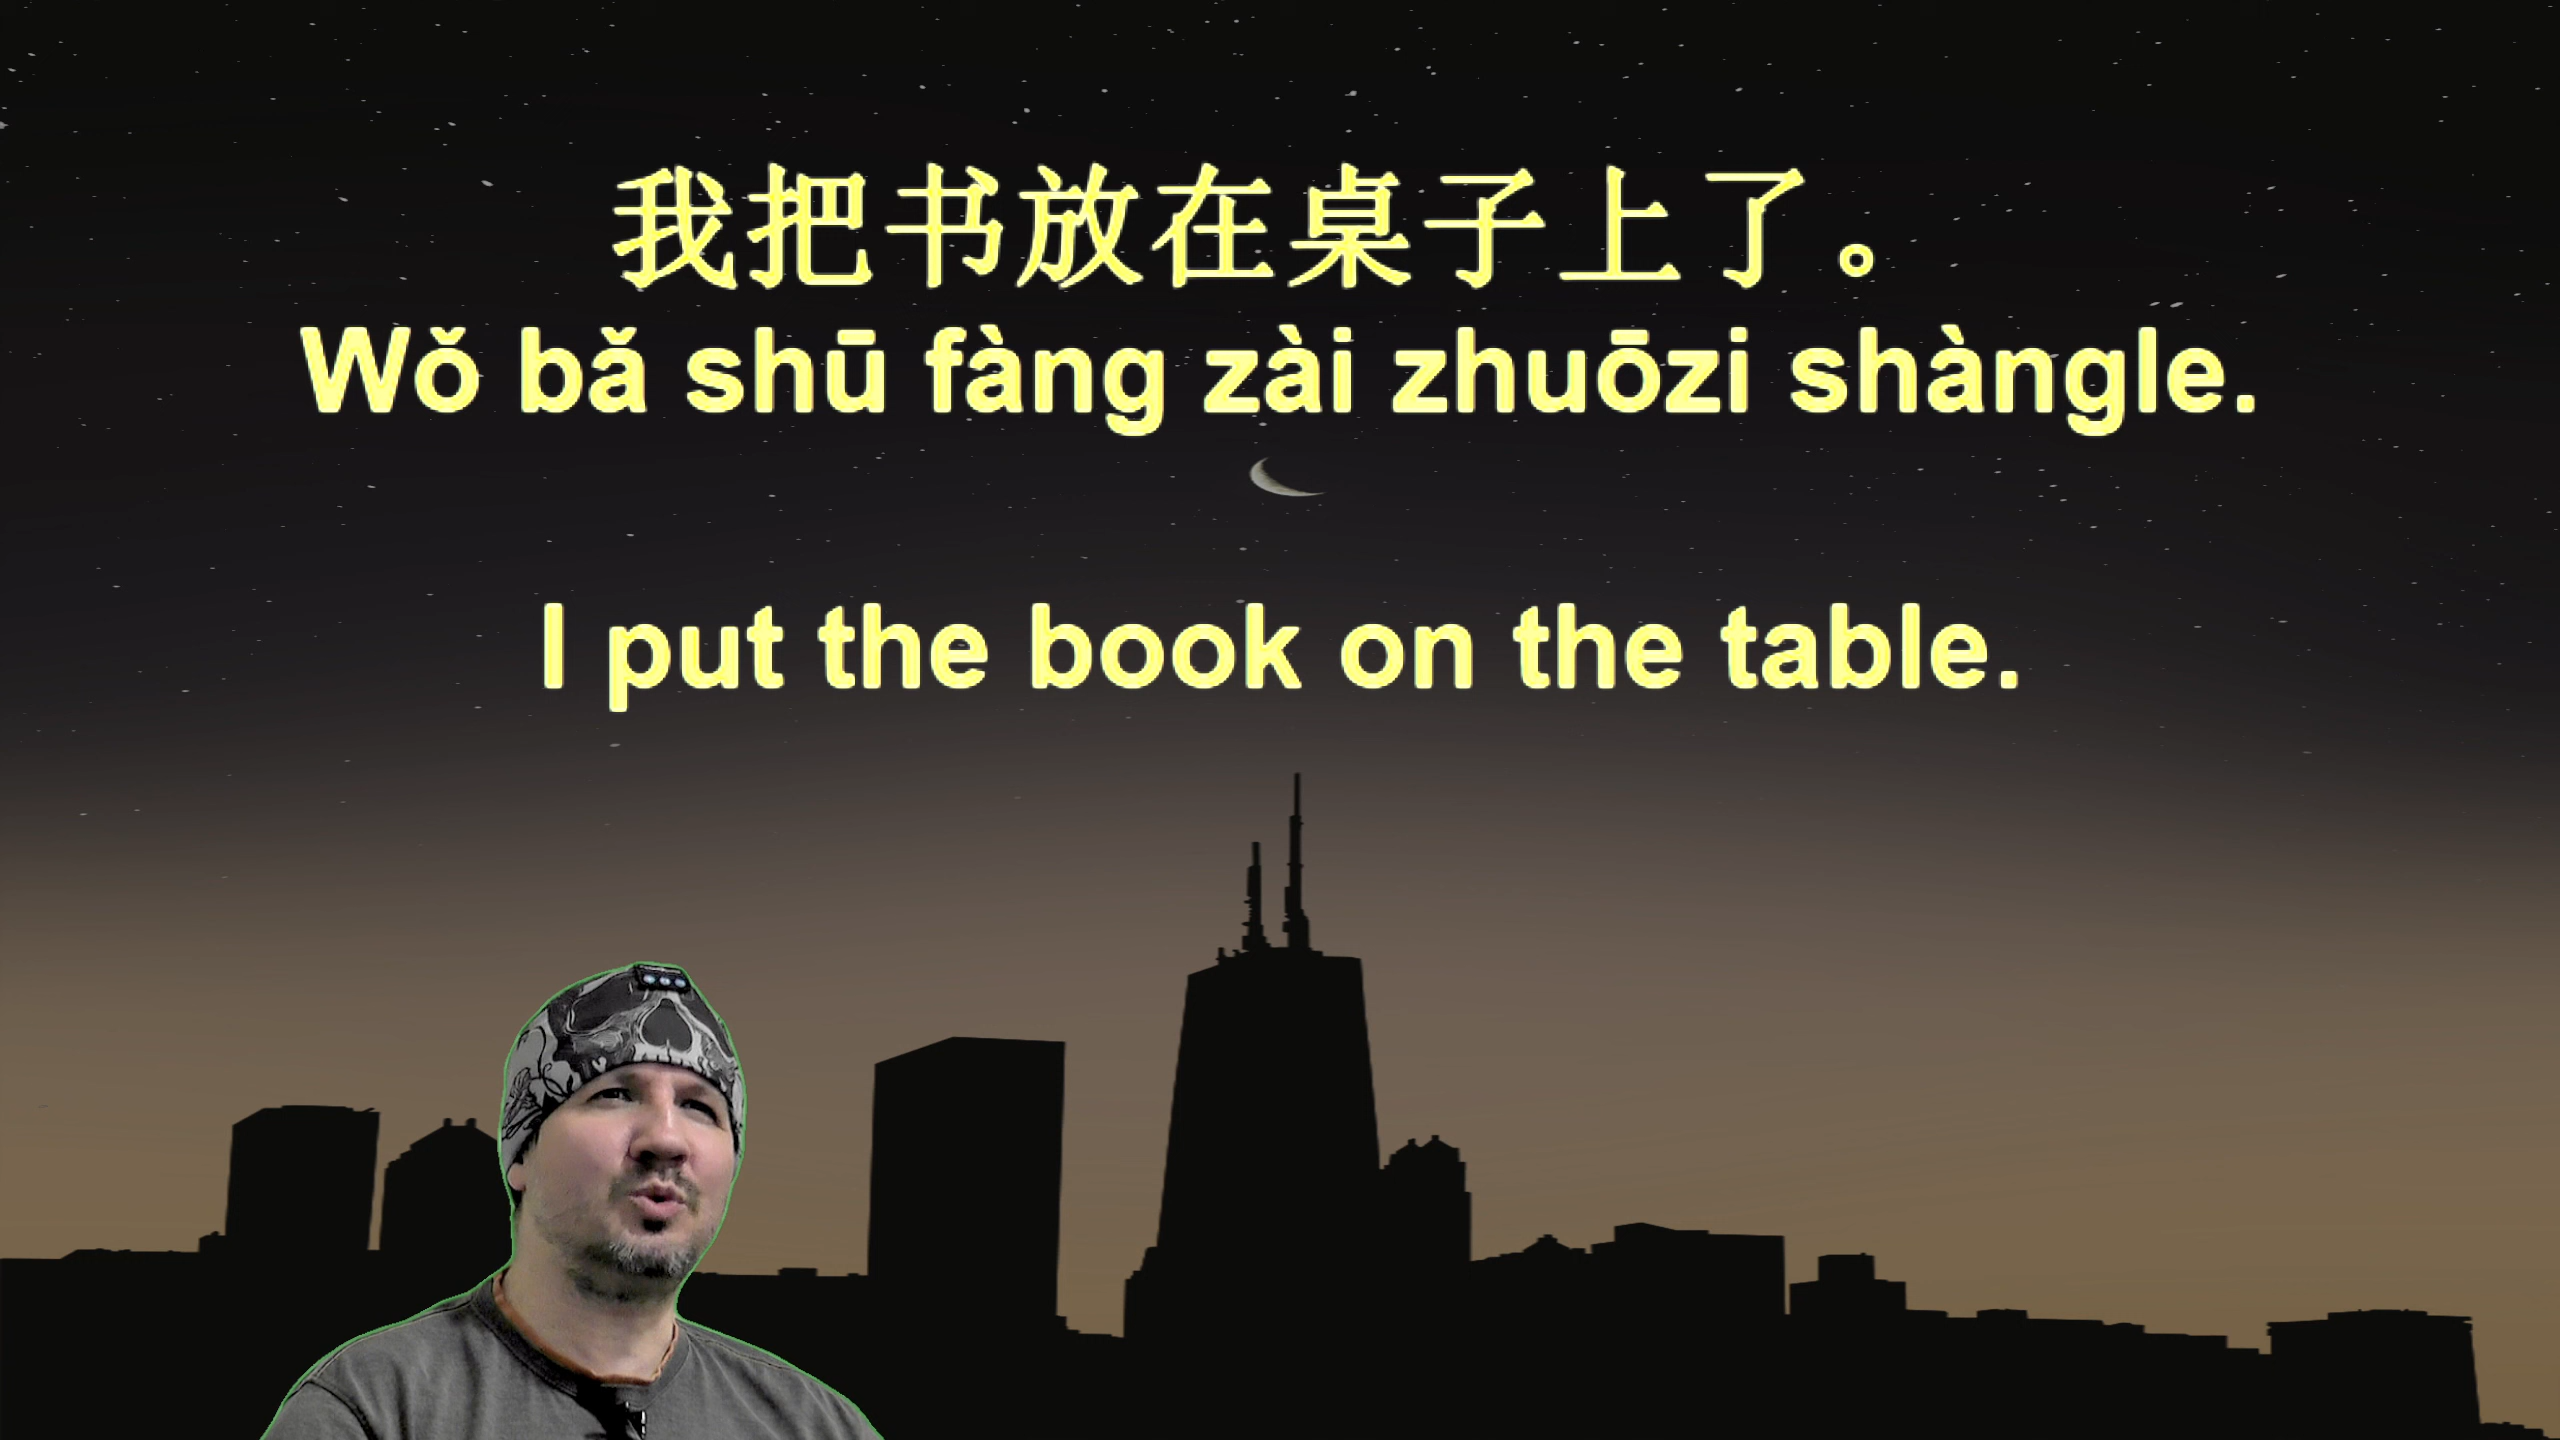 我把书放在桌子上了。
Wǒ bǎ shū fàng zài zhuōzi shàngle.
I put the book on the table.